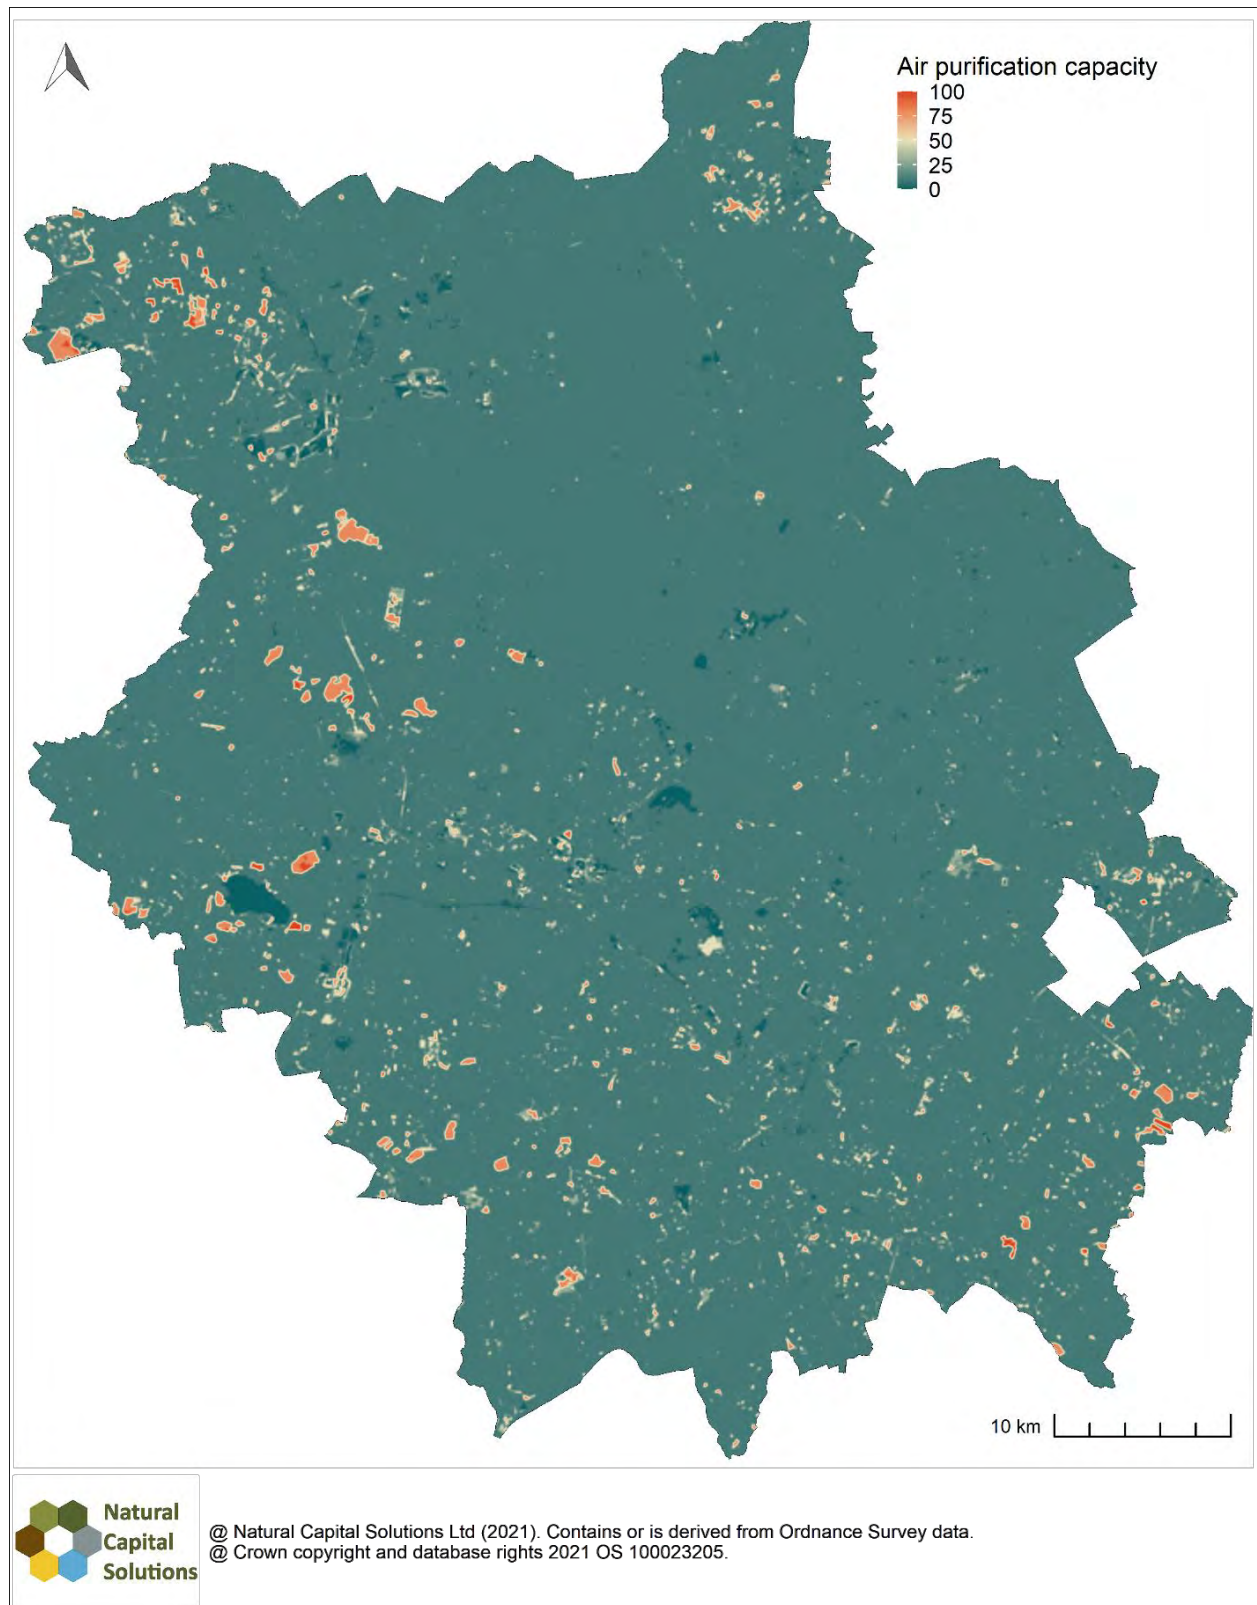 Air purification capacity
100
75
50
25
0
10 km
Natural
Capital
Solutions
@ Natural Capital Solutions Ltd (2021). Contains or is derived from Ordnance Survey data.
@ Crown copyright and database rights 2021 OS 100023205.